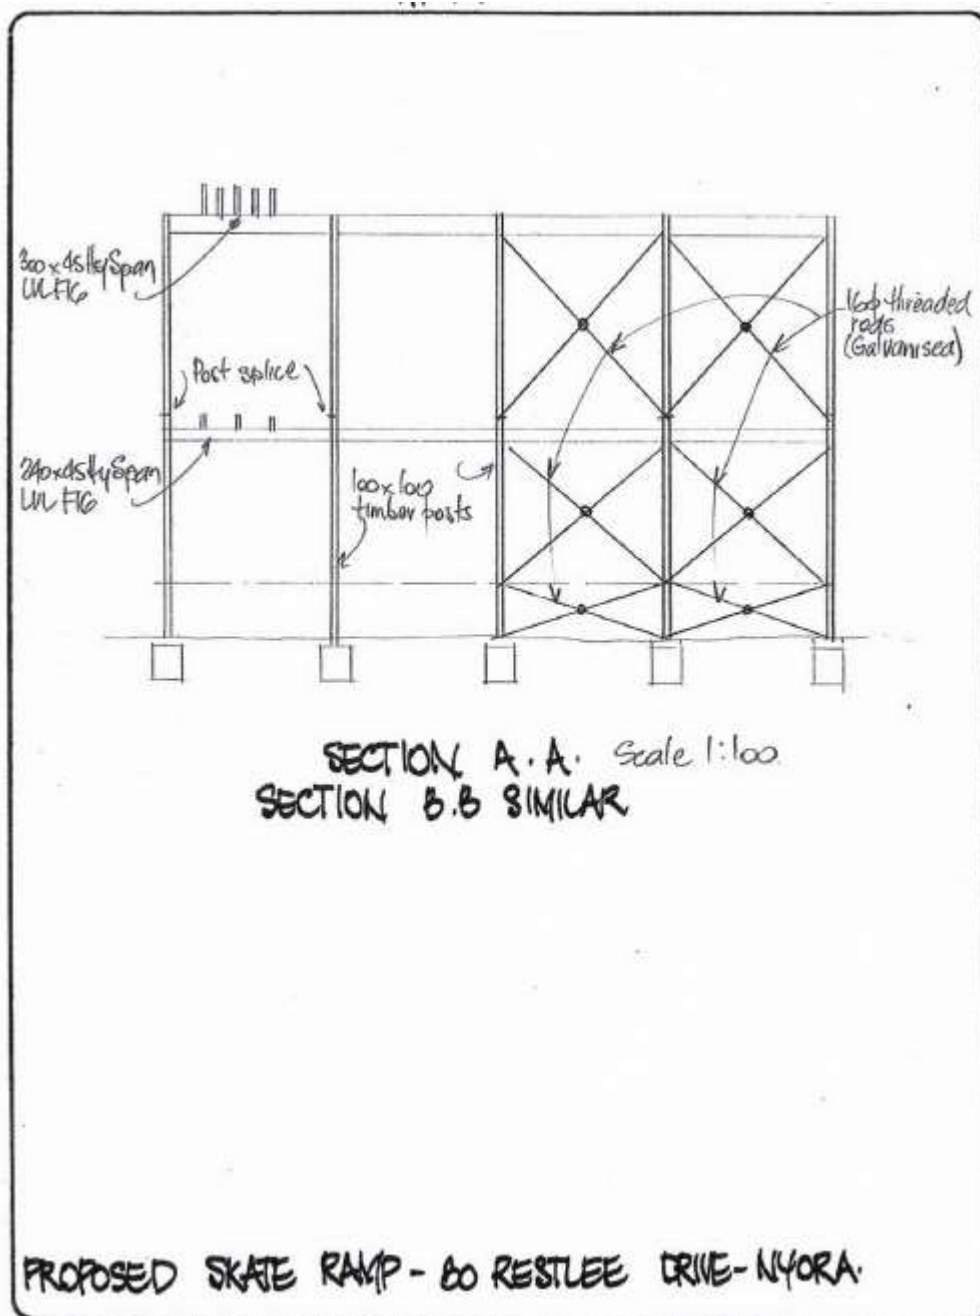 300x45 HySpan
LVL F16
Post splice
240x45 HySpan
LVL F16
100x100
timber posts
16Φ threaded
rods
(Galvanised)
SECTION A.A. Scale 1:100
SECTION B.B SIMILAR
PROPOSED SKATE RAMP - 80 RESTLEE DRIVE - NYORA.